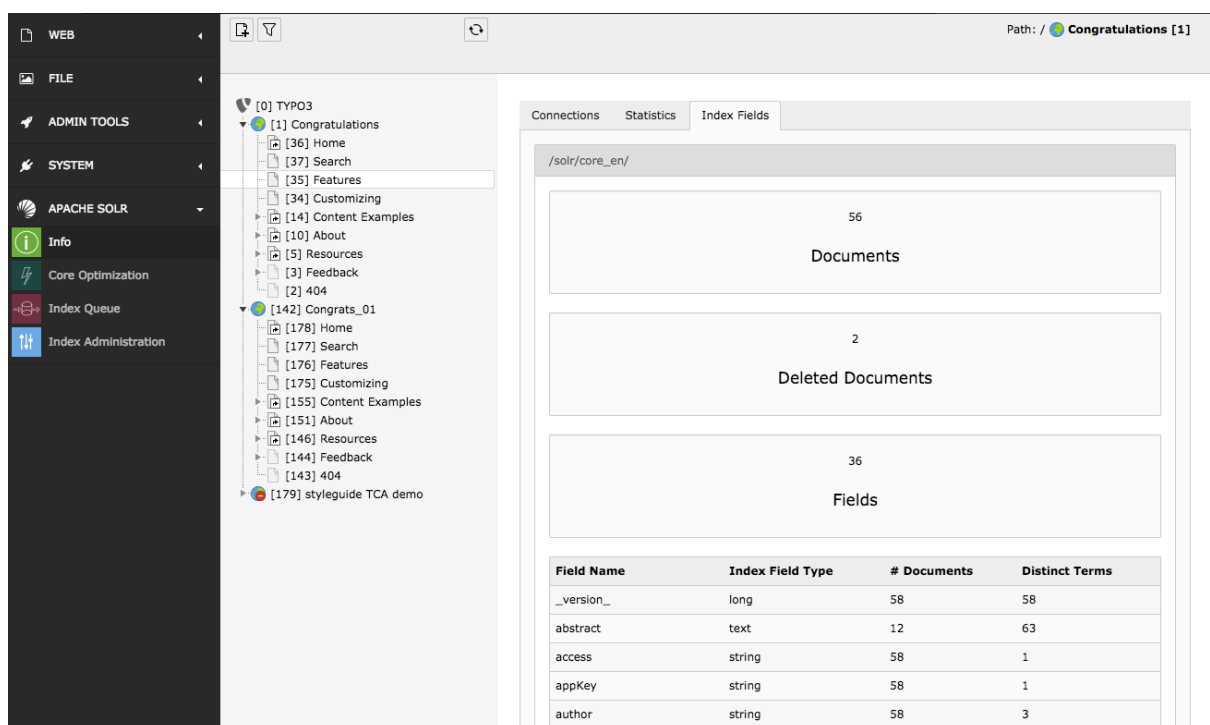 WEB
FILE
ADMIN TOOLS
SYSTEM
APACHE SOLR
Info
Core Optimization
Index Queue
Index Administration
Path: / Congratulations [1]
[0] TYPO3
[1] Congratulations
[36] Home
[37] Search
[35] Features
[34] Customizing
[14] Content Examples
[10] About
[5] Resources
[3] Feedback
[2] 404
[142] Congrats_01
[178] Home
[177] Search
[176] Features
[175] Customizing
[155] Content Examples
[151] About
[146] Resources
[144] Feedback
[143] 404
[179] styleguide TCA demo
Connections Statistics Index Fields
/solr/core_en/
56
Documents
2
Deleted Documents
36
Fields
Field Name Index Field Type # Documents Distinct Terms
_version_ long 58 58
abstract text 12 63
access string 58 1
appKey string 58 1
author string 58 3